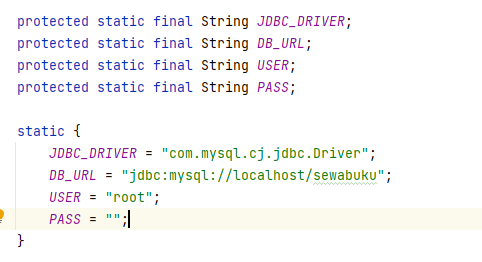 protected static final String JDBC_DRIVER;
protected static final String DB_URL;
protected static final String USER;
protected static final String PASS;
static {
JDBC_DRIVER = "com.mysql.cj.jdbc.Driver";
DB_URL = "jdbc:mysql://localhost/sewabuku";
USER = "root";
PASS = "";
}